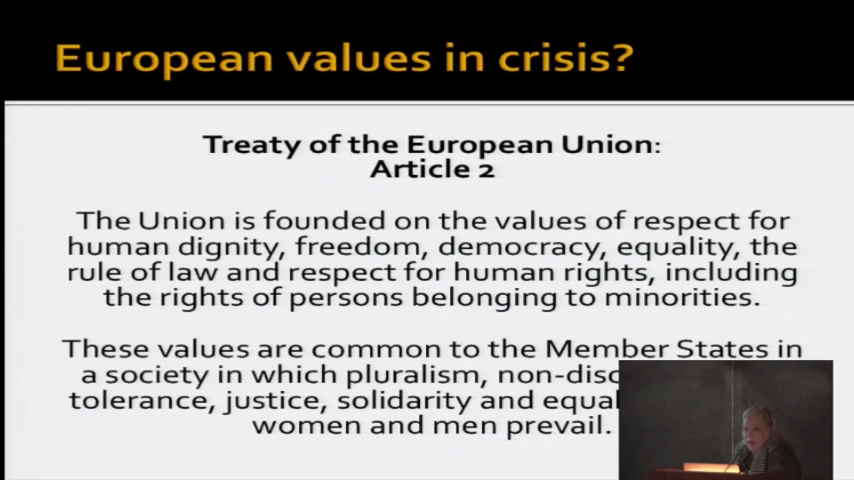 European values in crisis?
Treaty of the European Union:
Article 2
The Union is founded on the values of respect for
human dignity, freedom, democracy, equality, the
rule of law and respect for human rights, including
the rights of persons belonging to minorities.
These values are common to the Member States in
a society in which pluralism,
tolerance, justice, solidarity and
women and men prevail.